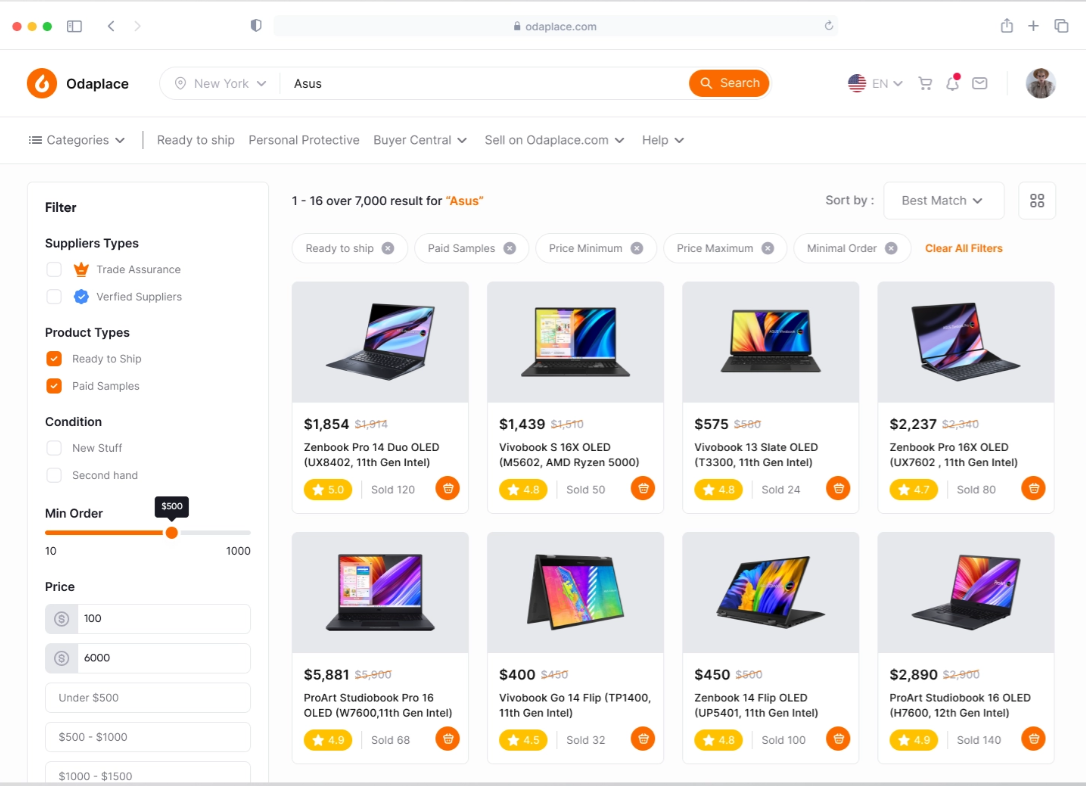 odaplace.com
Odaplace
New York
Asus
Search
EN
Categories
Ready to ship
Personal Protective
Buyer Central
Sell on Odaplace.com
Help
Filter
Suppliers Types
Trade Assurance
Verfied Suppliers
Product Types
Ready to Ship
Paid Samples
Condition
New Stuff
Second hand
Min Order
$500
10
1000
Price
100
6000
Under $500
$500 - $1000
$1000 - $1500
1 - 16 over 7,000 result for “Asus”
Sort by :
Best Match
Ready to ship
Paid Samples
Price Minimum
Price Maximum
Minimal Order
Clear All Filters
$1,854 $1,914
Zenbook Pro 14 Duo OLED
(UX8402, 11th Gen Intel)
5.0
Sold 120
$1,439 $1,510
Vivobook S 16X OLED
(M5602, AMD Ryzen 5000)
4.8
Sold 50
$575 $580
Vivobook 13 Slate OLED
(T3300, 11th Gen Intel)
4.8
Sold 24
$2,237 $2,340
Zenbook Pro 16X OLED
(UX7602 , 11th Gen Intel)
4.7
Sold 80
$5,881 $5,900
ProArt Studiobook Pro 16
OLED (W7600,11th Gen Intel)
4.9
Sold 68
$400 $450
Vivobook Go 14 Flip (TP1400,
11th Gen Intel)
4.5
Sold 32
$450 $500
Zenbook 14 Flip OLED
(UP5401, 11th Gen Intel)
4.8
Sold 100
$2,890 $2,900
ProArt Studiobook 16 OLED
(H7600, 12th Gen Intel)
4.9
Sold 140